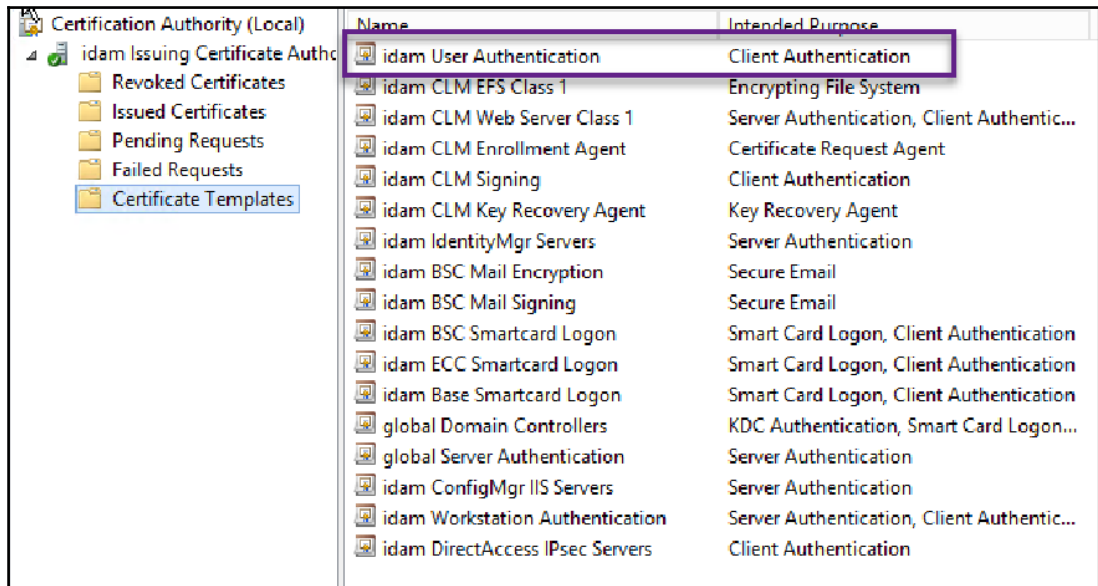 Certification Authority (Local)
idam Issuing Certificate Autho
Revoked Certificates
Issued Certificates
Pending Requests
Failed Requests
Certificate Templates
Name Intended Purpose
idam User Authentication Client Authentication
idam CLM EFS Class 1 Encrypting File System
idam CLM Web Server Class 1 Server Authentication, Client Authentic...
idam CLM Enrollment Agent Certificate Request Agent
idam CLM Signing Client Authentication
idam CLM Key Recovery Agent Key Recovery Agent
idam IdentityMgr Servers Server Authentication
idam BSC Mail Encryption Secure Email
idam BSC Mail Signing Secure Email
idam BSC Smartcard Logon Smart Card Logon, Client Authentication
idam ECC Smartcard Logon Smart Card Logon, Client Authentication
idam Base Smartcard Logon Smart Card Logon, Client Authentication
global Domain Controllers KDC Authentication, Smart Card Logon...
global Server Authentication Server Authentication
idam ConfigMgr IIS Servers Server Authentication
idam Workstation Authentication Server Authentication, Client Authentic...
idam DirectAccess IPsec Servers Client Authentication